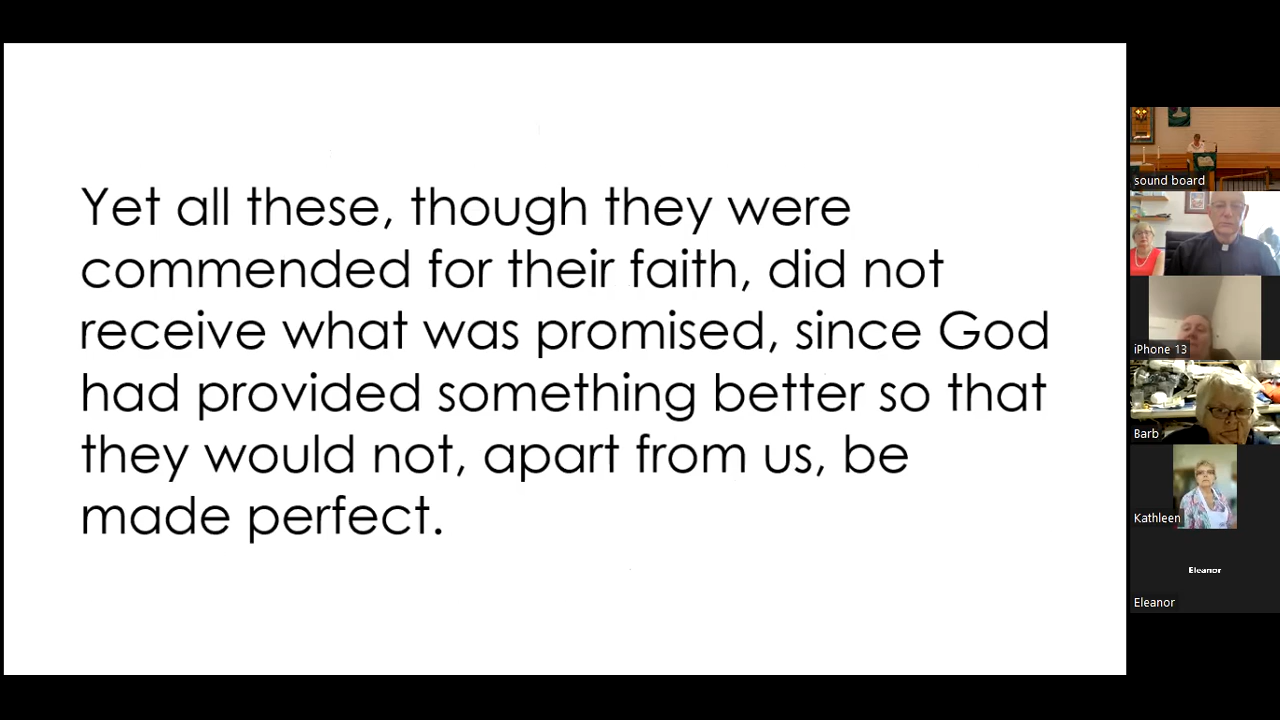 Yet all these, though they were
commended for their faith, did not
receive what was promised, since God
had provided something better so that
they would not, apart from us, be
made perfect.
sound board
iPhone 13
Barb
Kathleen
Eleanor
Eleanor